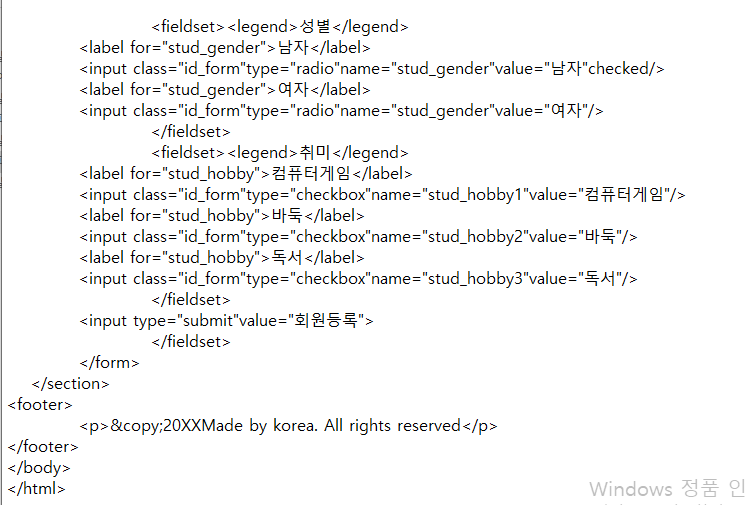 <fieldset><legend>성별</legend>
<label for="stud_gender">남자</label>
<input class="id_form"type="radio"name="stud_gender"value="남자"checked/>
<label for="stud_gender">여자</label>
<input class="id_form"type="radio"name="stud_gender"value="여자"/>
</fieldset>
<fieldset><legend>취미</legend>
<label for="stud_hobby">컴퓨터게임</label>
<input class="id_form"type="checkbox"name="stud_hobby1"value="컴퓨터게임"/>
<label for="stud_hobby">바둑</label>
<input class="id_form"type="checkbox"name="stud_hobby2"value="바둑"/>
<label for="stud_hobby">독서</label>
<input class="id_form"type="checkbox"name="stud_hobby3"value="독서"/>
</fieldset>
<input type="submit"value="회원등록">
</fieldset>
</form>
</section>
<footer>
<p>&copy;20XXMade by korea. All rights reserved</p>
</footer>
</body>
</html>
Windows 정품 인